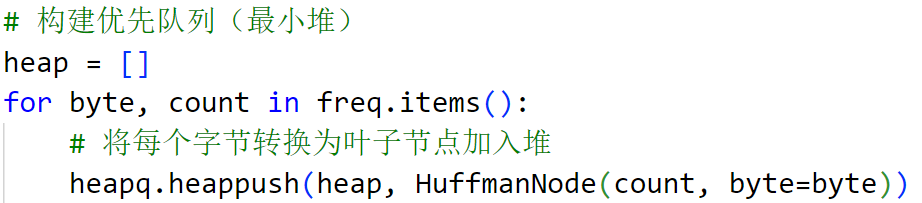 # 构建优先队列（最小堆）
heap = []
for byte, count in freq.items():
    # 将每个字节转换为叶子节点加入堆
    heapq.heappush(heap, HuffmanNode(count, byte=byte))